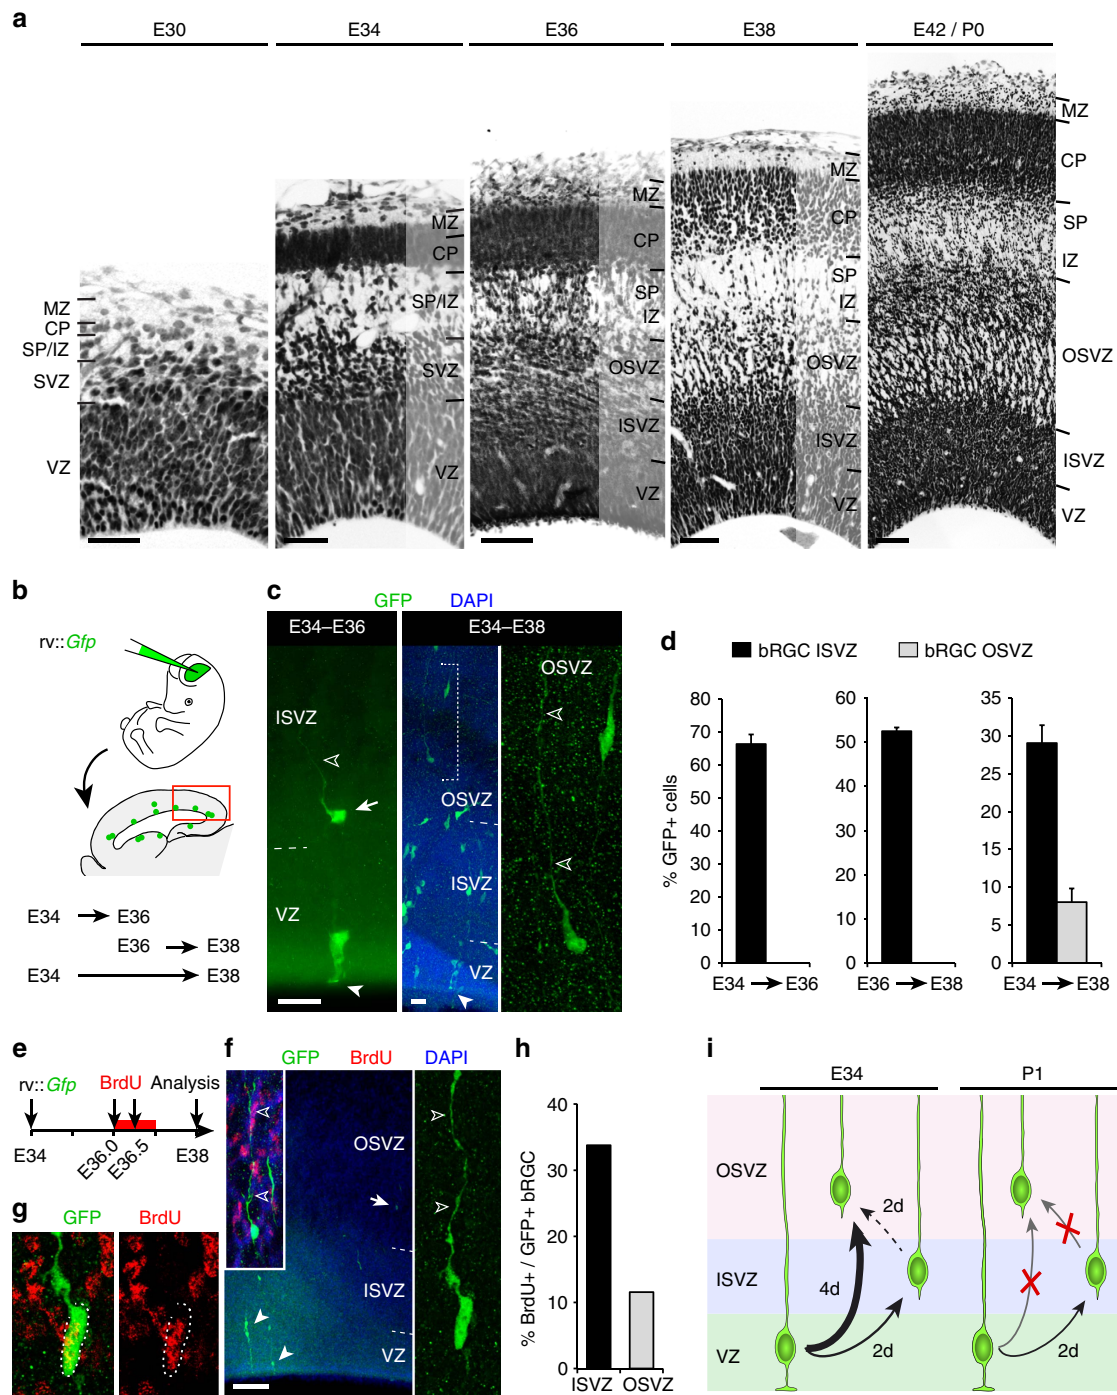 a
E30 E34 E36 E38 E42 / P0
MZ
CP
SP/IZ
SVZ
VZ
MZ
CP
SP/IZ
SVZ
VZ
MZ
CP
SP
IZ
OSVZ
ISVZ
VZ
MZ
CP
SP
IZ
OSVZ
ISVZ
VZ
MZ
CP
SP
IZ
OSVZ
ISVZ
VZ
b
rv::Gfp
E34 E36
E36 E38
E34 E38
c
GFP DAPI
E34–E36 E34–E38
ISVZ
VZ
OSVZ
ISVZ
VZ
OSVZ
d
bRGC ISVZ bRGC OSVZ
% GFP+ cells
80
70
60
50
40
30
20
10
0
E34 E36
60
50
40
30
20
10
0
E36 E38
35
30
25
20
15
10
5
0
E34 E38
e
rv::Gfp BrdU Analysis
E34 E36.0 E36.5 E38
f
GFP BrdU DAPI
OSVZ
ISVZ
VZ
g
GFP BrdU
h
% BrdU+ / GFP+ bRGC
40
30
20
10
0
ISVZ OSVZ
i
E34 P1
OSVZ
ISVZ
VZ
2d
4d
2d
2d